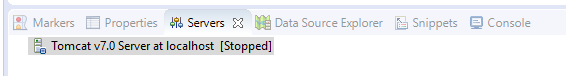 Markers Properties Servers Data Source Explorer Snippets Console
Tomcat v7.0 Server at localhost [Stopped]